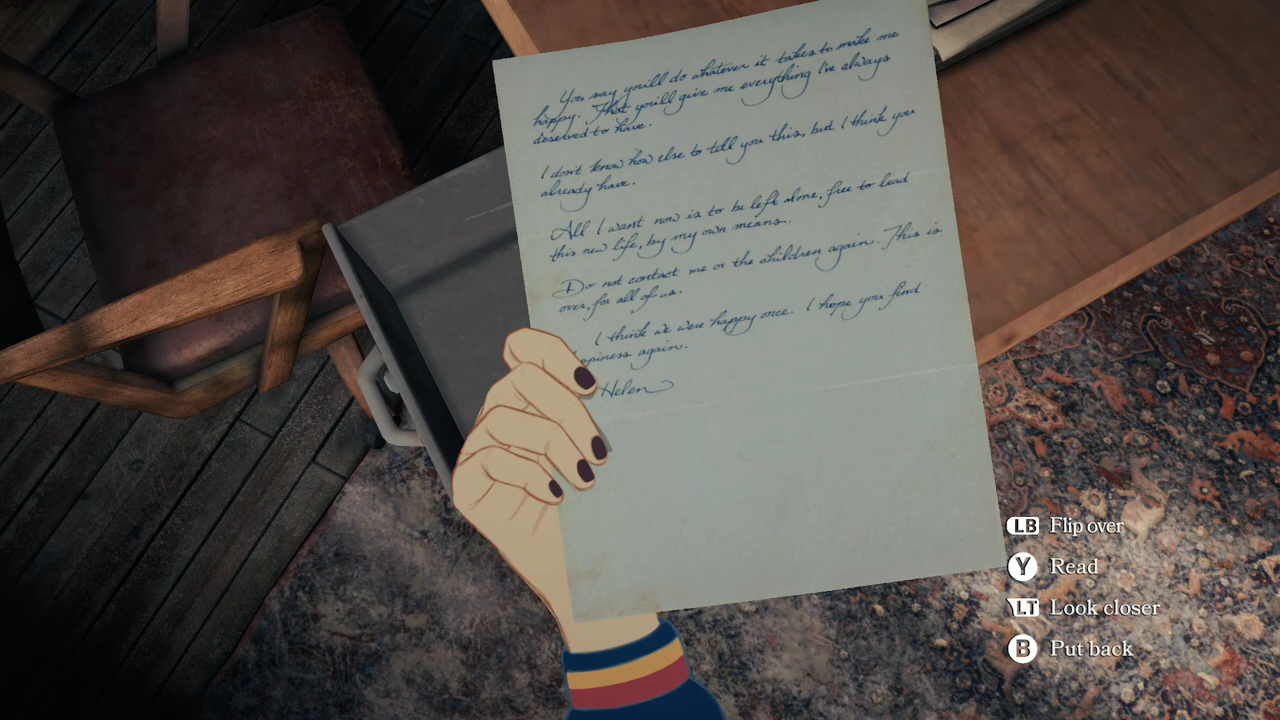 You say you'll do whatever it takes to make me
happy. That you'll give me everything I've always
deserved to have.
I don't know how else to tell you this, but I think you
already have.
All I want now is to be left alone, free to lead
this new life, by my own means.
Do not contact me or the children again. This is
over, for all of us.
I think we were happy once. I hope you find
ppiness again.
Helen
LB Flip over
Y Read
LT Look closer
B Put back